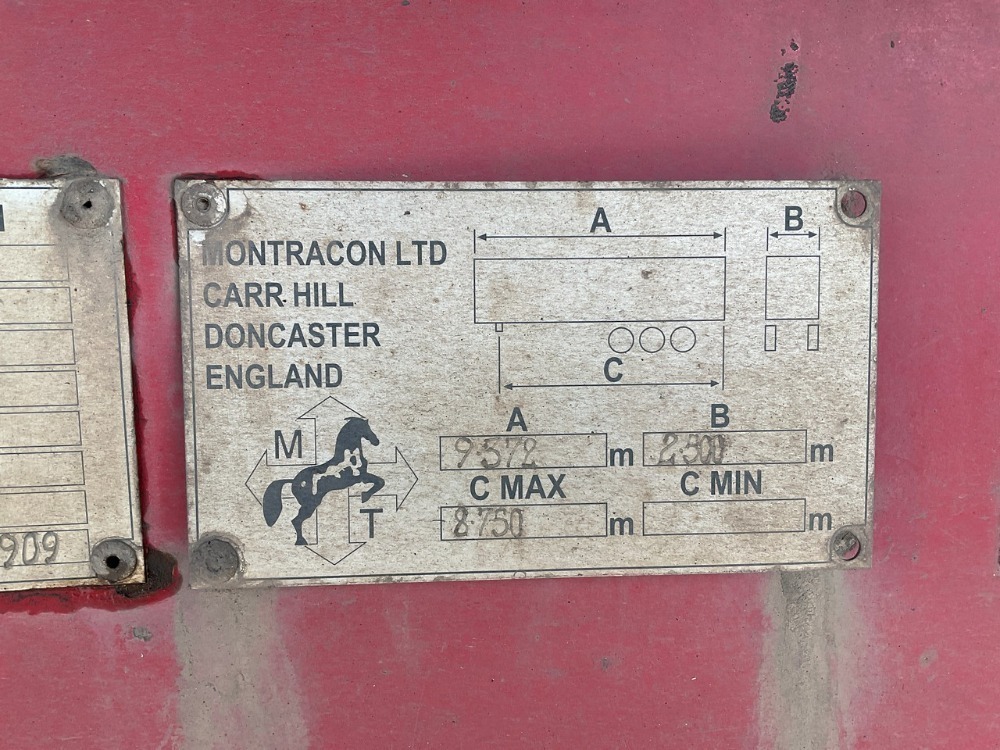 MONTRACON LTD
CARR HILL
DONCASTER
ENGLAND
M
T
A
B
C
A
B
9.572 m
2.500 m
C MAX
C MIN
8.750 m
m
909